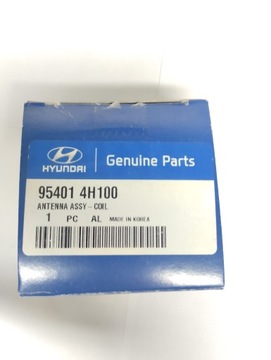 HYUNDAI
Genuine Parts
95401 4H100
ANTENNA ASSY-COIL
1 PC AL MADE IN KOREA